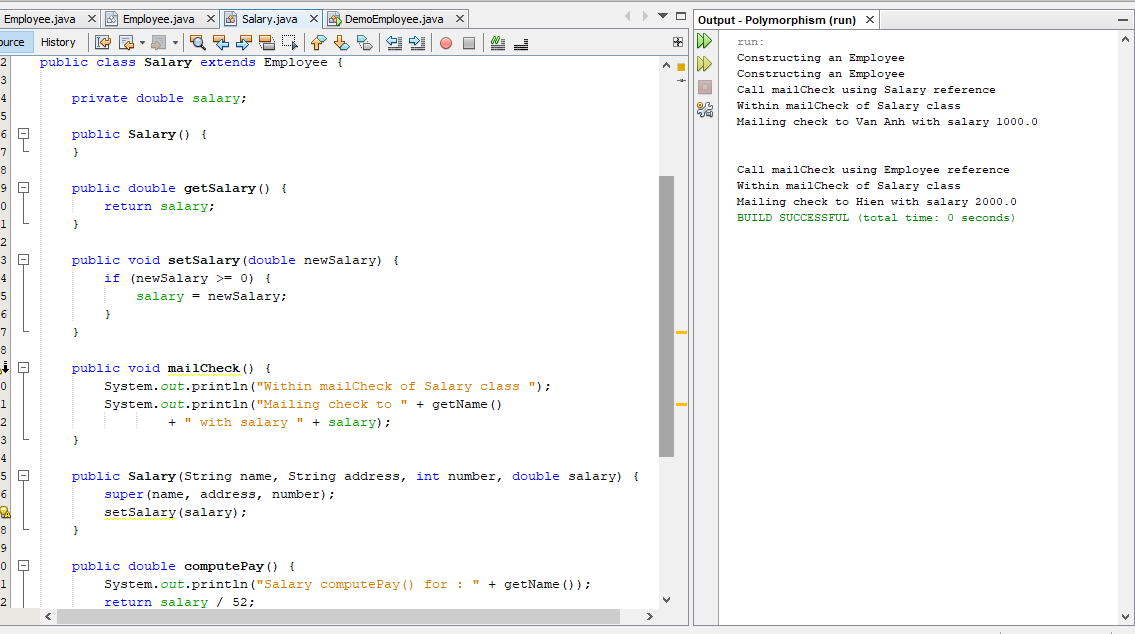 Employee.java
Employee.java
Salary.java
DemoEmployee.java
Output - Polymorphism (run)
ource
History
2 public class Salary extends Employee {
3
4 private double salary;
5
6 public Salary() {
7 }
8
9 public double getSalary() {
0 return salary;
1 }
2
3 public void setSalary(double newSalary) {
4 if (newSalary >= 0) {
5 salary = newSalary;
6 }
7 }
8
public void mailCheck() {
0 System.out.println("Within mailCheck of Salary class ");
1 System.out.println("Mailing check to " + getName()
2 + " with salary " + salary);
3 }
4
5 public Salary(String name, String address, int number, double salary) {
6 super(name, address, number);
setSalary(salary);
8 }
9
0 public double computePay() {
1 System.out.println("Salary computePay() for : " + getName());
2 return salary / 52;
run:
Constructing an Employee
Constructing an Employee
Call mailCheck using Salary reference
Within mailCheck of Salary class
Mailing check to Van Anh with salary 1000.0
Call mailCheck using Employee reference
Within mailCheck of Salary class
Mailing check to Hien with salary 2000.0
BUILD SUCCESSFUL (total time: 0 seconds)